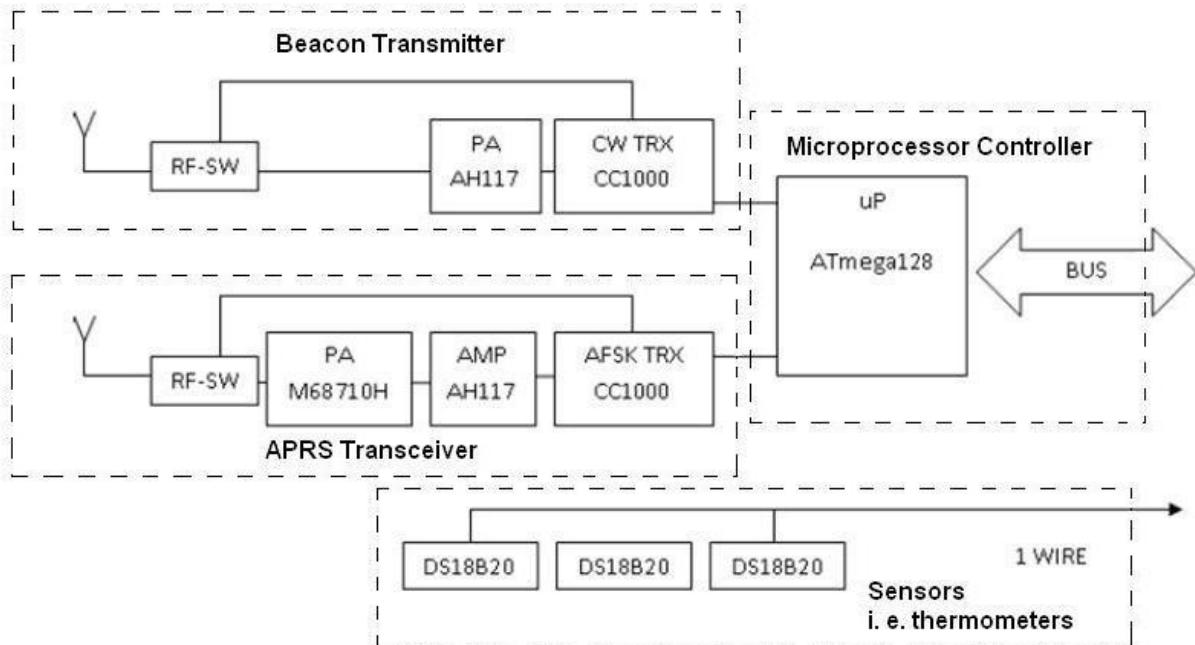 Beacon Transmitter
RF-SW
PA
AH117
CW TRX
CC1000
Microprocessor Controller
uP
ATmega128
BUS
RF-SW
PA
M68710H
AMP
AH117
AFSK TRX
CC1000
APRS Transceiver
DS18B20
DS18B20
DS18B20
1 WIRE
Sensors
i. e. thermometers